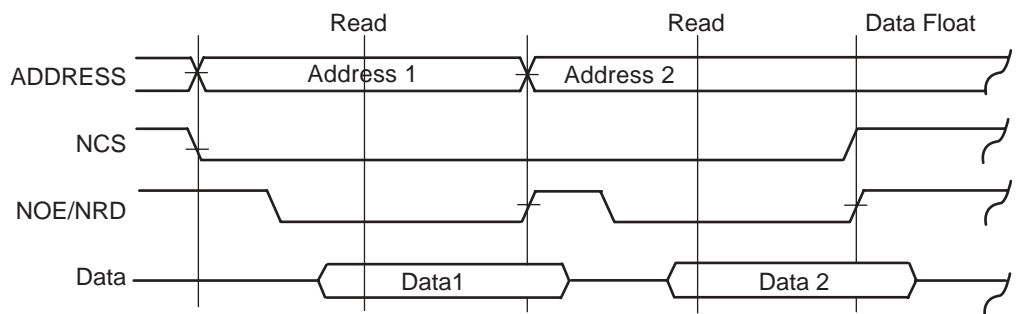 Read Read Data Float
ADDRESS Address 1 Address 2
NCS
NOE/NRD
Data Data1 Data 2